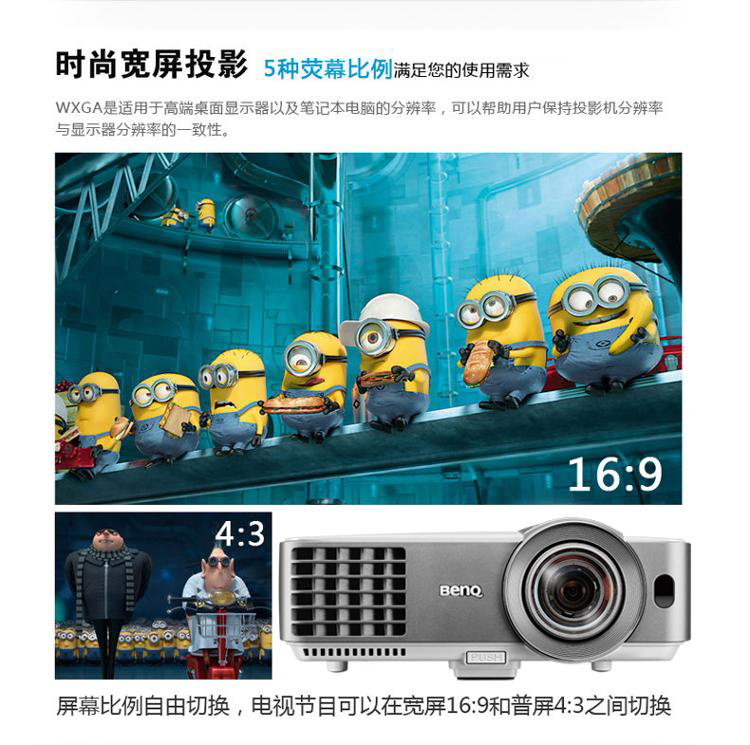 时尚宽屏投影 5种荧幕比例满足您的使用需求
WXGA是适用于高端桌面显示器以及笔记本电脑的分辨率，可以帮助用户保持投影机分辨率
与显示器分辨率的一致性。
16:9
4:3
BenQ
PUSH
屏幕比例自由切换，电视节目可以在宽屏16:9和普屏4:3之间切换